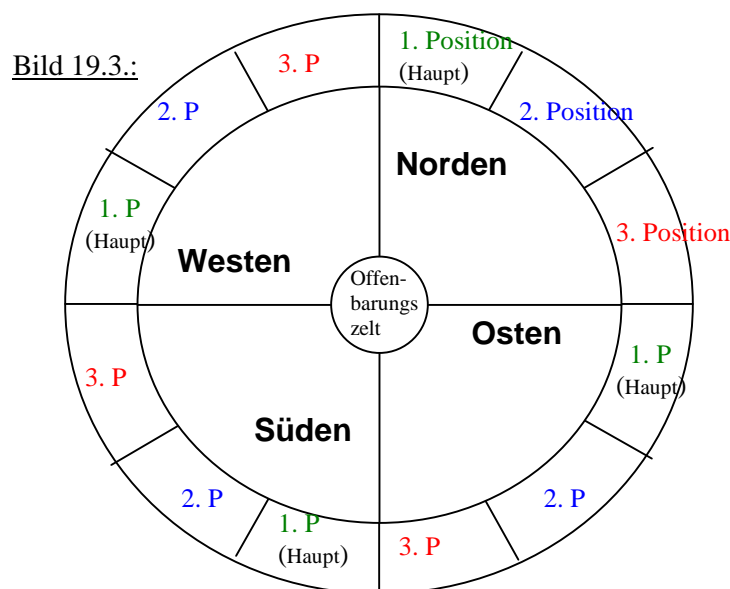 Bild 19.3.:
3. P
1. Position
(Haupt)
2. P
2. Position
Norden
1. P
(Haupt)
3. Position
Westen
Offen-
barungs
zelt
Osten
1. P
(Haupt)
3. P
Süden
2. P
2. P
1. P
(Haupt)
3. P